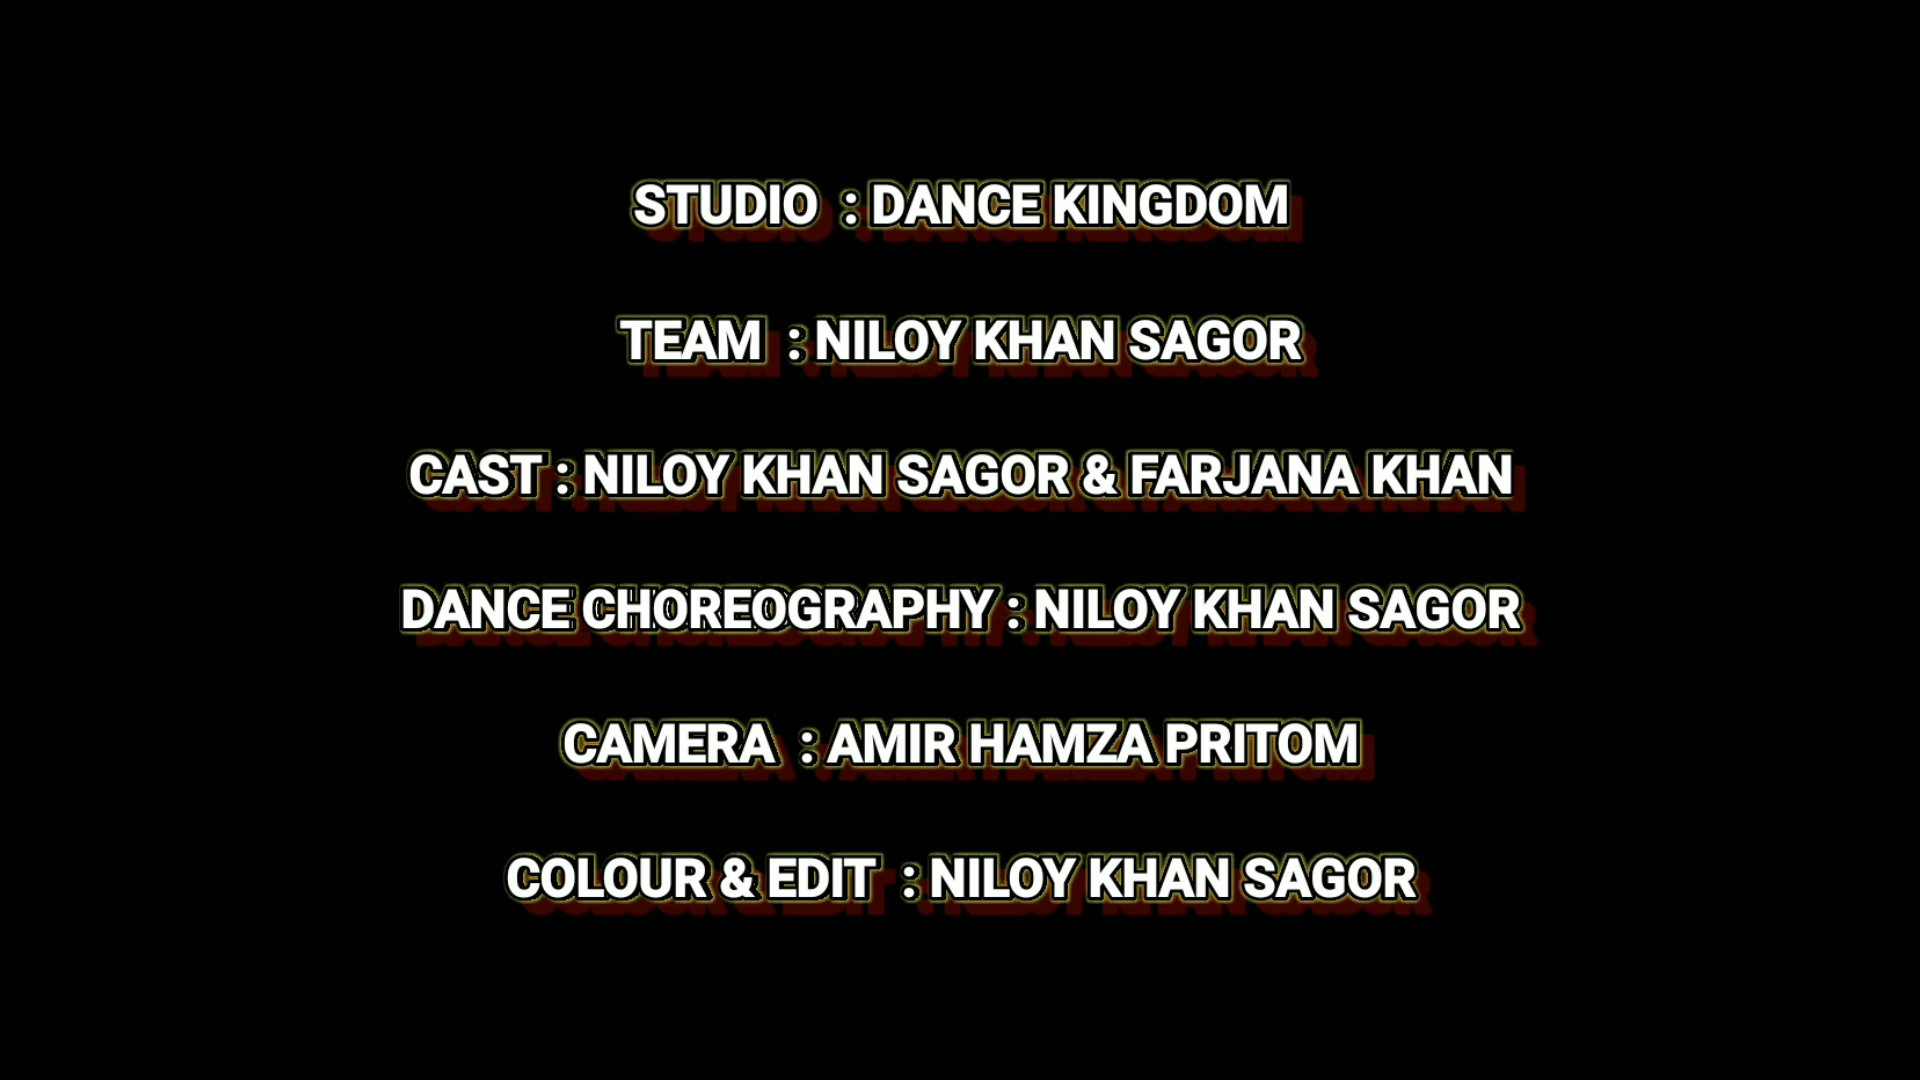 STUDIO : DANCE KINGDOM
TEAM : NILOY KHAN SAGOR
CAST : NILOY KHAN SAGOR & FARJANA KHAN
DANCE CHOREOGRAPHY : NILOY KHAN SAGOR
CAMERA : AMIR HAMZA PRITOM
COLOUR & EDIT : NILOY KHAN SAGOR